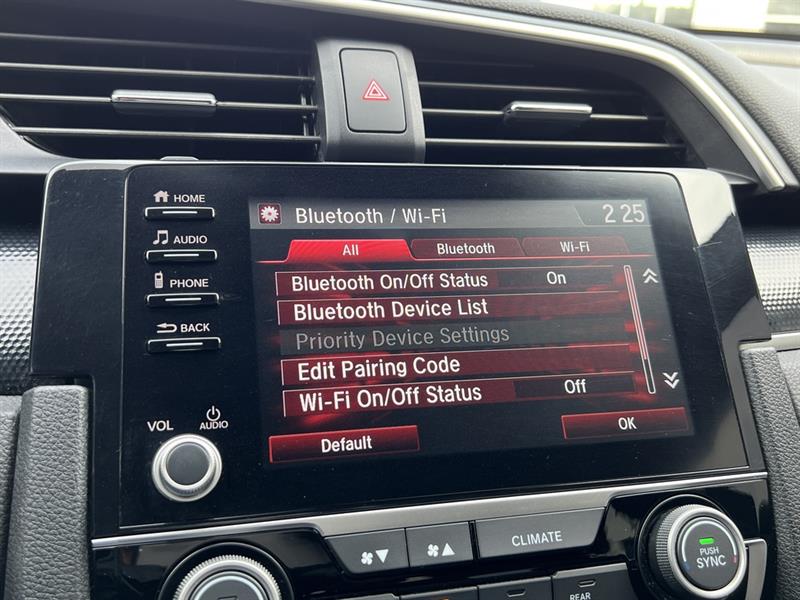 HOME
AUDIO
PHONE
BACK
VOL
AUDIO
Bluetooth / Wi-Fi
2 25
All
Bluetooth
Wi-Fi
Bluetooth On/Off Status On
Bluetooth Device List
Priority Device Settings
Edit Pairing Code
Wi-Fi On/Off Status Off
Default
OK
CLIMATE
PUSH
SYNC
REAR